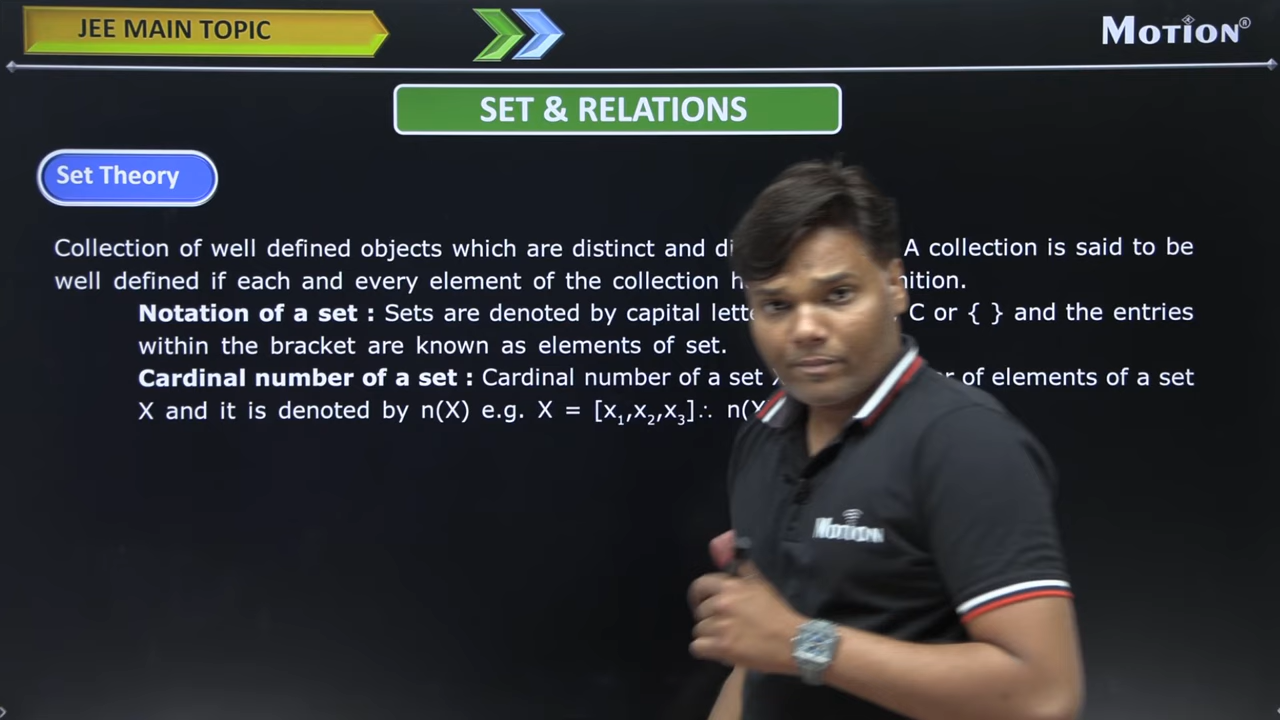 JEE MAIN TOPIC
MOTION®
SET & RELATIONS
Set Theory
Collection of well defined objects which are distinct and A collection is said to be
well defined if each and every element of the collection
Notation of a set : Sets are denoted by capital C or { } and the entries
within the bracket are known as elements of set.
Cardinal number of a set : Cardinal number of a set of elements of a set
X and it is denoted by n(X) e.g. X = [x₁,x₂,x₃]∴
MOTION